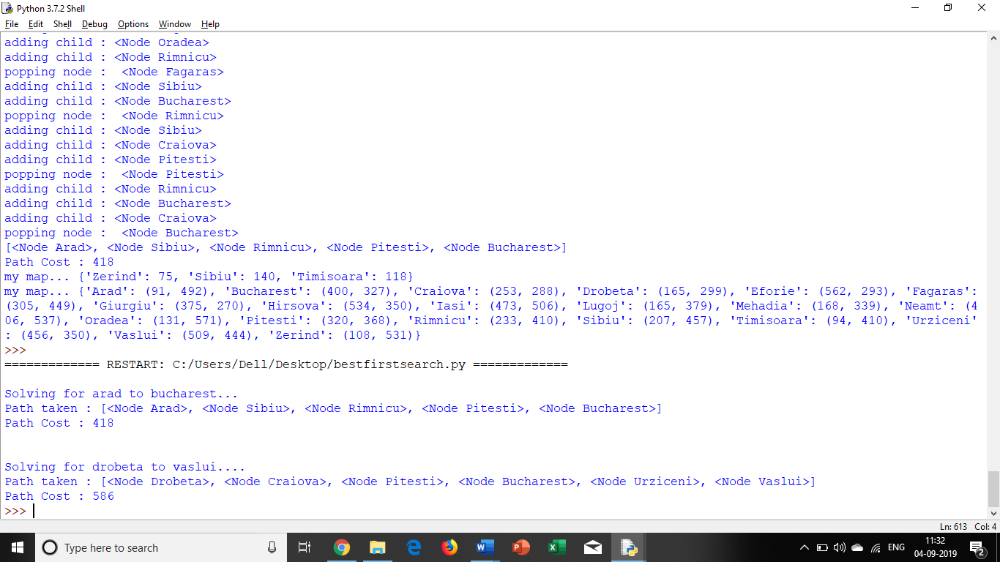 Python 3.7.2 Shell
File Edit Shell Debug Options Window Help
adding child : <Node Oradea>
adding child : <Node Rimnicu>
popping node :  <Node Fagaras>
adding child : <Node Sibiu>
adding child : <Node Bucharest>
popping node :  <Node Rimnicu>
adding child : <Node Sibiu>
adding child : <Node Craiova>
adding child : <Node Pitesti>
popping node :  <Node Pitesti>
adding child : <Node Rimnicu>
adding child : <Node Bucharest>
adding child : <Node Craiova>
popping node :  <Node Bucharest>
[<Node Arad>, <Node Sibiu>, <Node Rimnicu>, <Node Pitesti>, <Node Bucharest>]
Path Cost : 418
my map... {'Zerind': 75, 'Sibiu': 140, 'Timisoara': 118}
my map... {'Arad': (91, 492), 'Bucharest': (400, 327), 'Craiova': (253, 288), 'Drobeta': (165, 299), 'Eforie': (562, 293), 'Fagaras':
(305, 449), 'Giurgiu': (375, 270), 'Hirsova': (534, 350), 'Iasi': (473, 506), 'Lugoj': (165, 379), 'Mehadia': (168, 339), 'Neamt': (4
06, 537), 'Oradea': (131, 571), 'Pitesti': (320, 368), 'Rimnicu': (233, 410), 'Sibiu': (207, 457), 'Timisoara': (94, 410), 'Urziceni'
: (456, 350), 'Vaslui': (509, 444), 'Zerind': (108, 531)}
>>>
============= RESTART: C:/Users/Dell/Desktop/bestfirstsearch.py =============
Solving for arad to bucharest...
Path taken : [<Node Arad>, <Node Sibiu>, <Node Rimnicu>, <Node Pitesti>, <Node Bucharest>]
Path Cost : 418
Solving for drobeta to vaslui....
Path taken : [<Node Drobeta>, <Node Craiova>, <Node Pitesti>, <Node Bucharest>, <Node Urziceni>, <Node Vaslui>]
Path Cost : 586
>>>
Ln: 613 Col: 4
Type here to search
ENG
11:32
04-09-2019
2